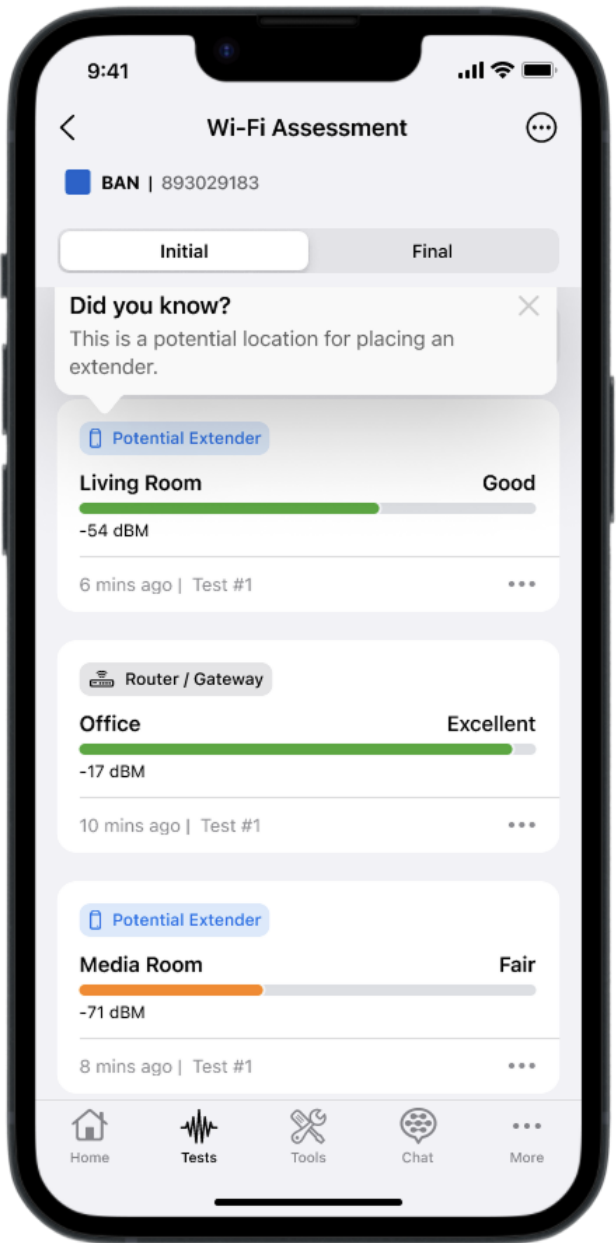 9:41
Wi-Fi Assessment
BAN | 893029183
Initial Final
Did you know?
This is a potential location for placing an
extender.
Potential Extender
Living Room Good
-54 dBM
6 mins ago | Test #1
Router / Gateway
Office Excellent
-17 dBM
10 mins ago | Test #1
Potential Extender
Media Room Fair
-71 dBM
8 mins ago | Test #1
Home Tests Tools Chat More